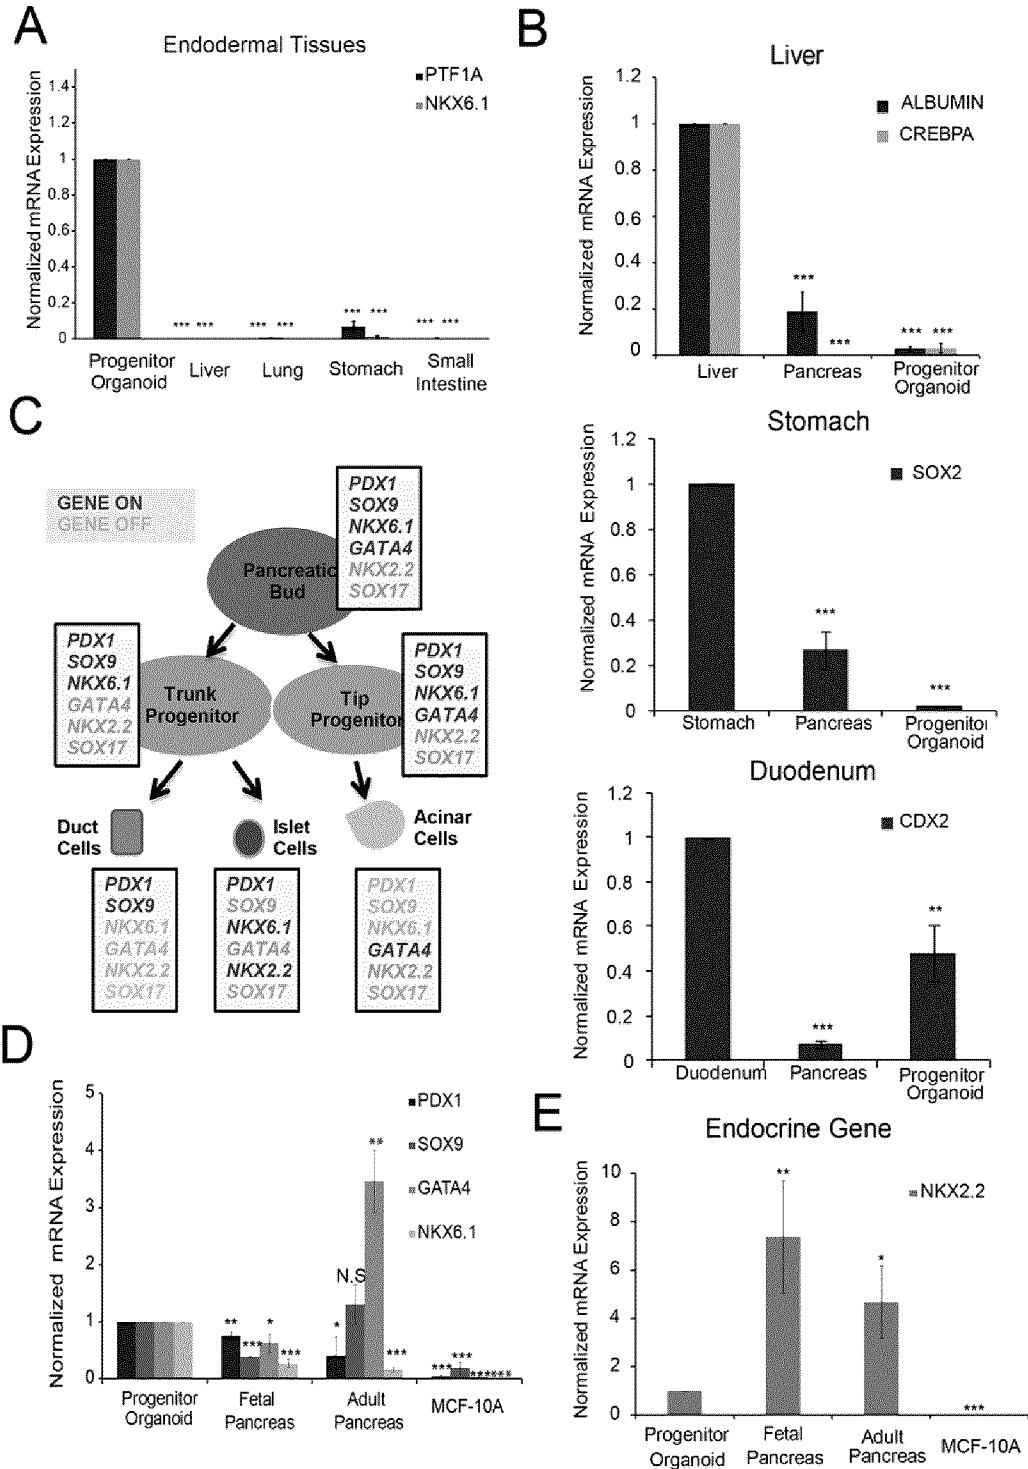 A
Endodermal Tissues
PTF1A
NKX6.1
Normalized mRNA Expression
1.4
1.2
1
0.8
0.6
0.4
0.2
0
*** ***
*** ***
*** ***
*** ***
Progenitor
Organoid
Liver
Lung
Stomach
Small
Intestine
B
Liver
ALBUMIN
CREBPA
Normalized mRNA Expression
1.2
1
0.8
0.6
0.4
0.2
0
***
***
*** ***
Liver
Pancreas
Progenitor
Organoid
Stomach
SOX2
Normalized mRNA Expression
1.2
1
0.8
0.6
0.4
0.2
0
***
***
Stomach
Pancreas
Progenitor
Organoid
Duodenum
CDX2
Normalized mRNA Expression
1.2
1
0.8
0.6
0.4
0.2
0
***
**
Duodenum
Pancreas
Progenitor
Organoid
C
GENE ON
GENE OFF
Pancreatic
Bud
PDX1
SOX9
NKX6.1
GATA4
NKX2.2
SOX17
PDX1
SOX9
NKX6.1
GATA4
NKX2.2
SOX17
Trunk
Progenitor
Tip
Progenitor
PDX1
SOX9
NKX6.1
GATA4
NKX2.2
SOX17
Duct
Cells
Islet
Cells
Acinar
Cells
PDX1
SOX9
NKX6.1
GATA4
NKX2.2
SOX17
PDX1
SOX9
NKX6.1
GATA4
NKX2.2
SOX17
PDX1
SOX9
NKX6.1
GATA4
NKX2.2
SOX17
D
PDX1
SOX9
GATA4
NKX6.1
Normalized mRNA Expression
5
4
3
2
1
0
**
***
*
***
*
N.S
**
***
***
***
******
Progenitor
Organoid
Fetal
Pancreas
Adult
Pancreas
MCF-10A
E
Endocrine Gene
NKX2.2
Normalized mRNA Expression
10
8
6
4
2
0
**
*
***
Progenitor
Organoid
Fetal
Pancreas
Adult
Pancreas
MCF-10A